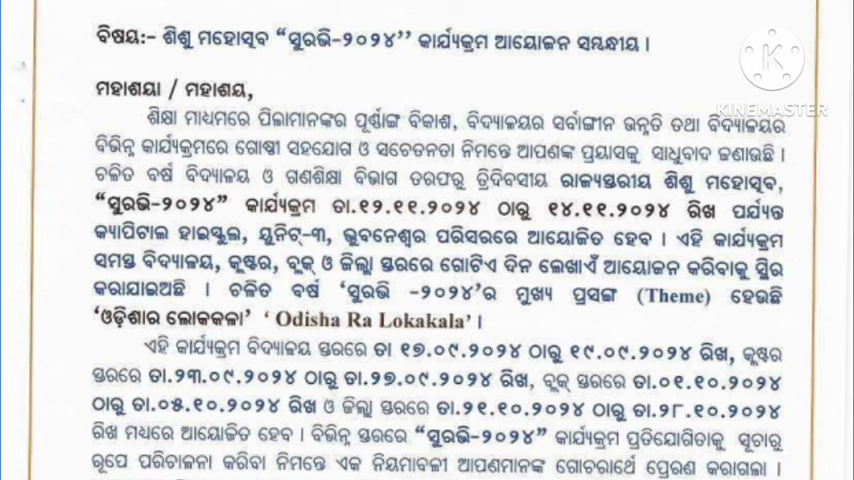 ବିଷୟ:- ଶିଶୁ ମହୋତ୍ସବ “ସୁରଭି-୨୦୨୪’’ କାର୍ଯ୍ୟକ୍ରମ ଆୟୋଜନ ସମ୍ବନ୍ଧୀୟ ।
KINEMASTER
ମହାଶୟା / ମହାଶୟ,
ଶିକ୍ଷା ମାଧ୍ୟମରେ ପିଲାମାନଙ୍କର ପୂର୍ଣ୍ଣାଙ୍ଗ ବିକାଶ, ବିଦ୍ୟାଳୟର ସର୍ବାଙ୍ଗୀନ ଉନ୍ନତି ତଥା ବିଦ୍ୟାଳୟର
ବିଭିନ୍ନ କାର୍ଯ୍ୟକ୍ରମରେ ଗୋଷ୍ଠୀ ସହଯୋଗ ଓ ସଚେତନତା ନିମନ୍ତେ ଆପଣଙ୍କ ପ୍ରୟାସକୁ ସାଧୁବାଦ ଜଣାଉଛି ।
ଚଳିତ ବର୍ଷ ବିଦ୍ୟାଳୟ ଓ ଗଣଶିକ୍ଷା ବିଭାଗ ତରଫରୁ ତ୍ରିଦିବସୀୟ ରାଜ୍ୟସ୍ତରୀୟ ଶିଶୁ ମହୋତ୍ସବ,
“ସୁରଭି-୨୦୨୪” କାର୍ଯ୍ୟକ୍ରମ ତା.୧୨.୧୧.୨୦୨୪ ଠାରୁ ୧୪.୧୧.୨୦୨୪ ରିଖ ପର୍ଯ୍ୟନ୍ତ
କ୍ୟାପିଟାଲ ହାଇସ୍କୁଲ, ୟୁନିଟ୍-୩, ଭୁବନେଶ୍ୱର ପରିସରରେ ଆୟୋଜିତ ହେବ । ଏହି କାର୍ଯ୍ୟକ୍ରମ
ସମସ୍ତ ବିଦ୍ୟାଳୟ, କ୍ଲଷ୍ଟର, ବ୍ଲକ୍ ଓ ଜିଲ୍ଲା ସ୍ତରରେ ଗୋଟିଏ ଦିନ ଲେଖାଏଁ ଆୟୋଜନ କରିବାକୁ ସ୍ଥିର
କରାଯାଇଅଛି । ଚଳିତ ବର୍ଷ ‘ସୁରଭି -୨୦୨୪’ର ମୁଖ୍ୟ ପ୍ରସଙ୍ଗ (Theme) ହେଉଛି
‘ଓଡ଼ିଶାର ଲୋକକଳା’ ‘ Odisha Ra Lokakala’ ।
ଏହି କାର୍ଯ୍ୟକ୍ରମ ବିଦ୍ୟାଳୟ ସ୍ତରରେ ତା ୧୭.୦୯.୨୦୨୪ ଠାରୁ ୧୯.୦୯.୨୦୨୪ ରିଖ, କ୍ଲଷ୍ଟର
ସ୍ତରରେ ତା.୨୩.୦୯.୨୦୨୪ ଠାରୁ ତା.୨୭.୦୯.୨୦୨୪ ରିଖ, ବ୍ଲକ୍ ସ୍ତରରେ ତା.୦୧.୧୦.୨୦୨୪
ଠାରୁ ତା.୦୫.୧୦.୨୦୨୪ ରିଖ ଓ ଜିଲ୍ଲା ସ୍ତରରେ ତା.୨୧.୧୦.୨୦୨୪ ଠାରୁ ତା.୨୮.୧୦.୨୦୨୪
ରିଖ ମଧ୍ୟରେ ଆୟୋଜିତ ହେବ । ବିଭିନ୍ନ ସ୍ତରରେ “ସୁରଭି-୨୦୨୪” କାର୍ଯ୍ୟକ୍ରମ ପ୍ରତିଯୋଗିତାକୁ ସୂଚାରୁ
ରୂପେ ପରିଚାଳନା କରିବା ନିମନ୍ତେ ଏକ ନିୟମାବଳୀ ଆପଣମାନଙ୍କ ଗୋଚରାର୍ଥେ ପ୍ରେରଣ କରାଗଲା ।